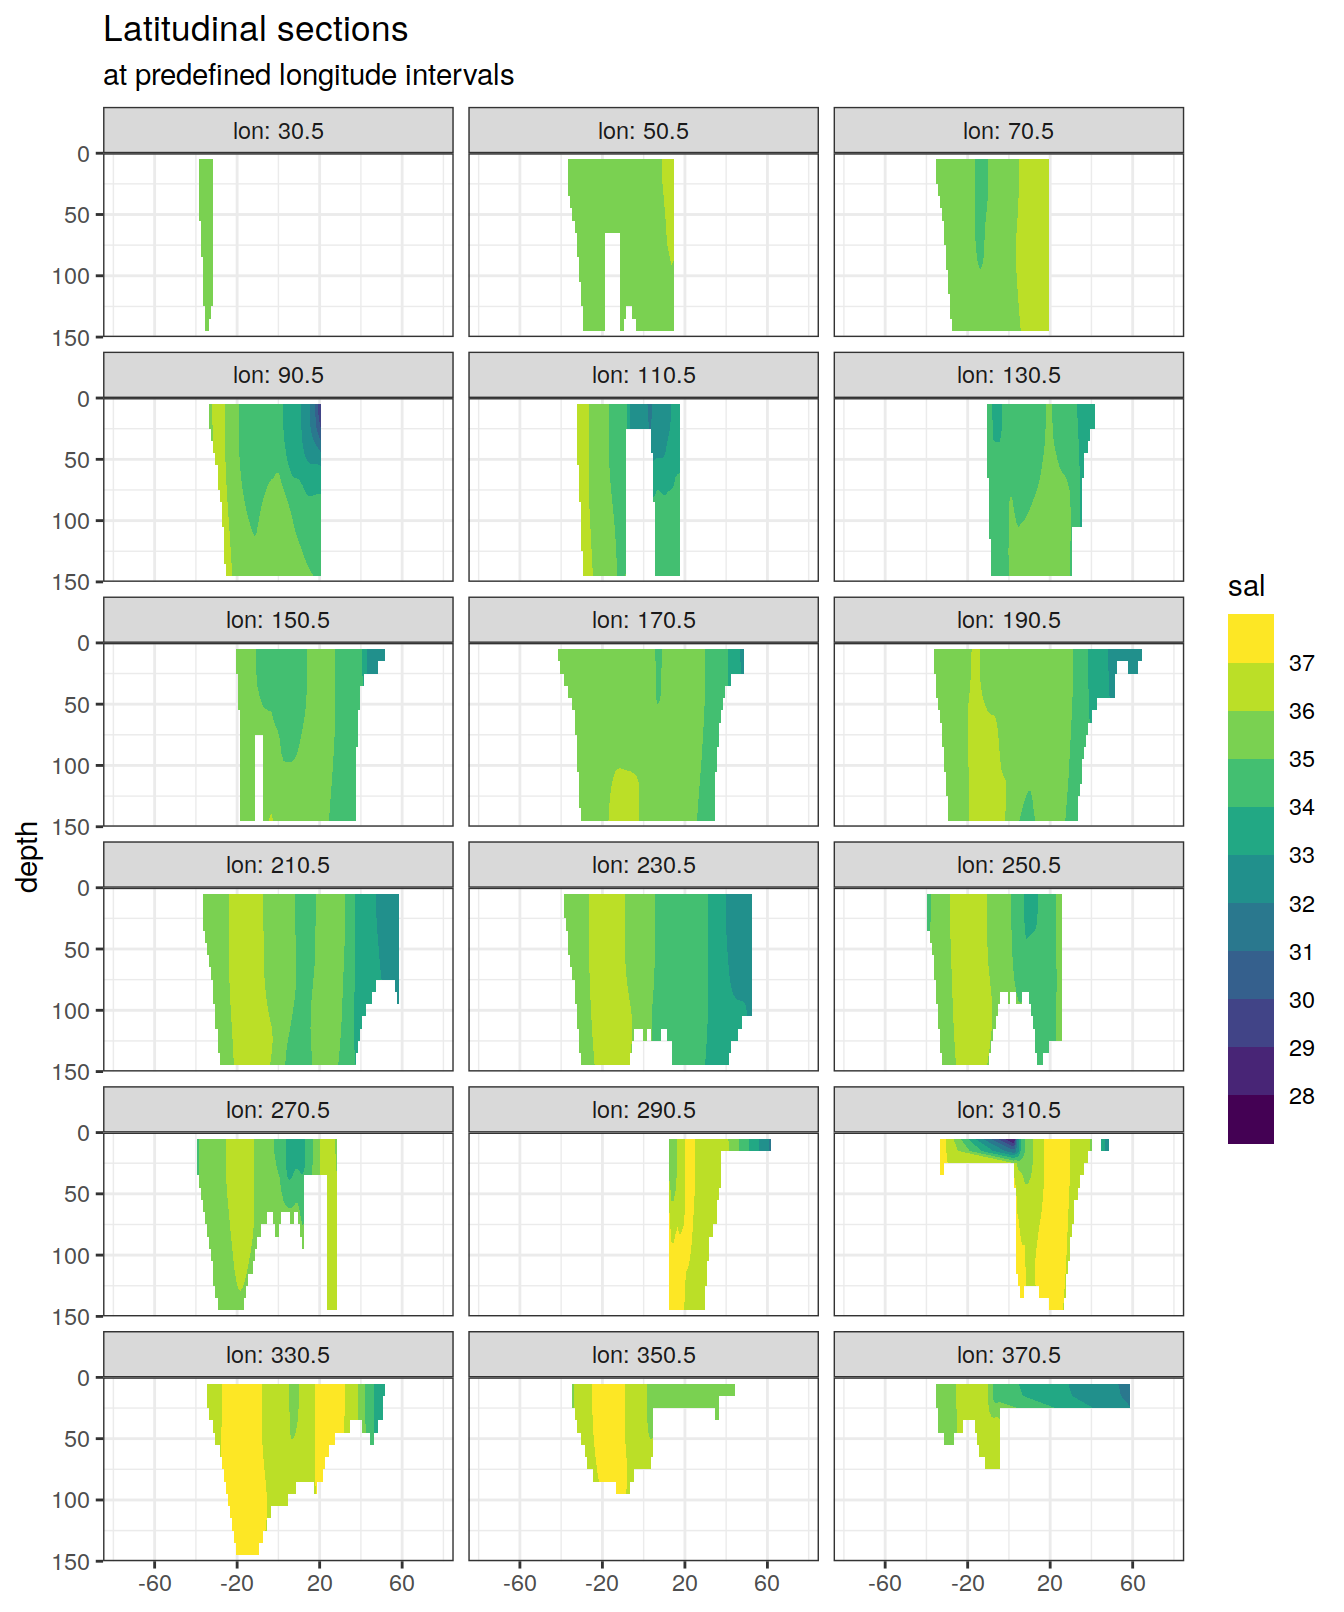 Latitudinal sections
at predefined longitude intervals
lon: 30.5
lon: 50.5
lon: 70.5
0
50
100
150
lon: 90.5
lon: 110.5
lon: 130.5
0
50
100
150
lon: 150.5
lon: 170.5
lon: 190.5
0
50
100
150
lon: 210.5
lon: 230.5
lon: 250.5
0
50
100
150
lon: 270.5
lon: 290.5
lon: 310.5
0
50
100
150
lon: 330.5
lon: 350.5
lon: 370.5
0
50
100
150
-60
-20
20
60
-60
-20
20
60
-60
-20
20
60
depth
sal
37
36
35
34
33
32
31
30
29
28